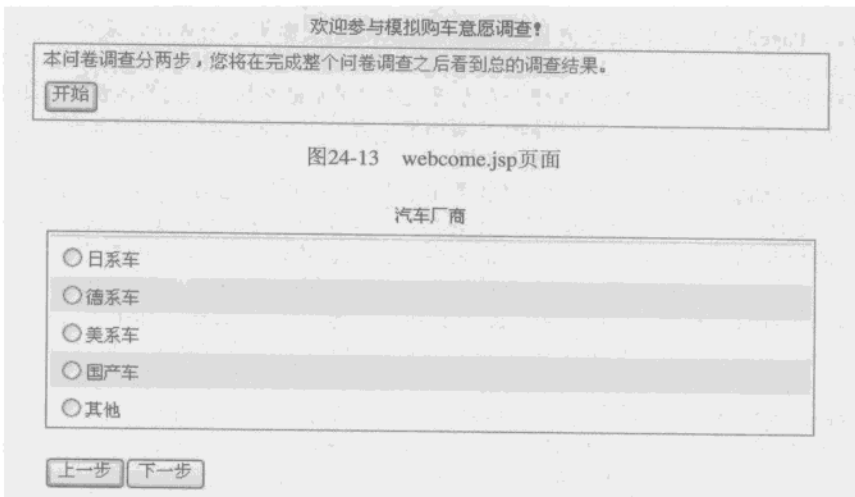 欢迎参与模拟购车意愿调查！
本问卷调查分两步，您将在完成整个问卷调查之后看到总的调查结果。
开始
图24-13 webcome.jsp页面
汽车厂商
日系车
德系车
美系车
国产车
其他
上一步 下一步